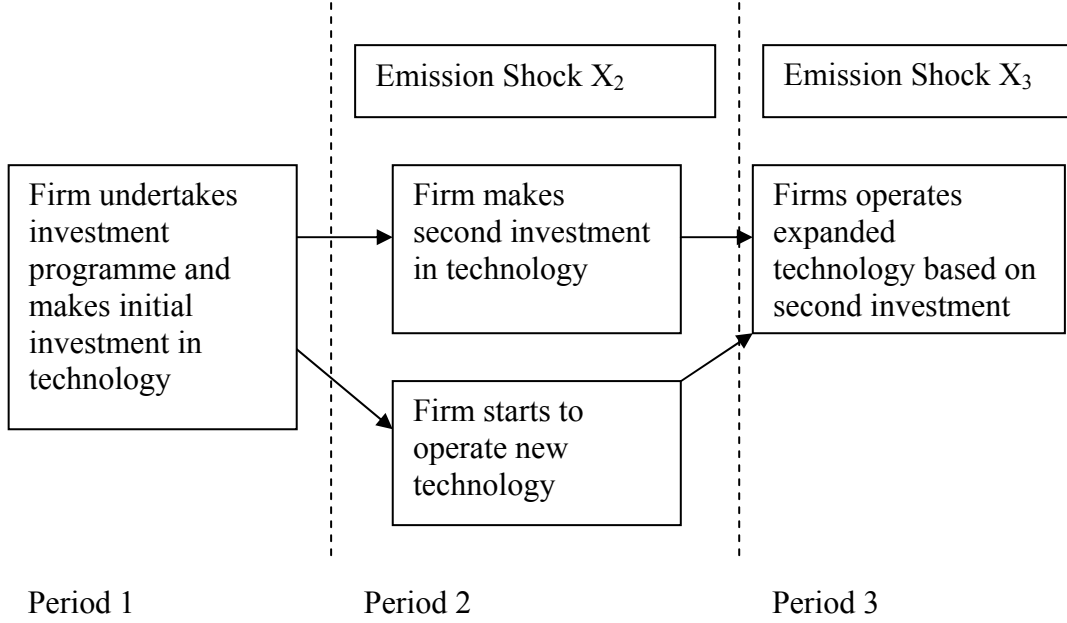 Emission Shock X₂
Emission Shock X₃
Firm undertakes
investment
programme and
makes initial
investment in
technology
Firm makes
second investment
in technology
Firms operates
expanded
technology based on
second investment
Firm starts to
operate new
technology
Period 1
Period 2
Period 3